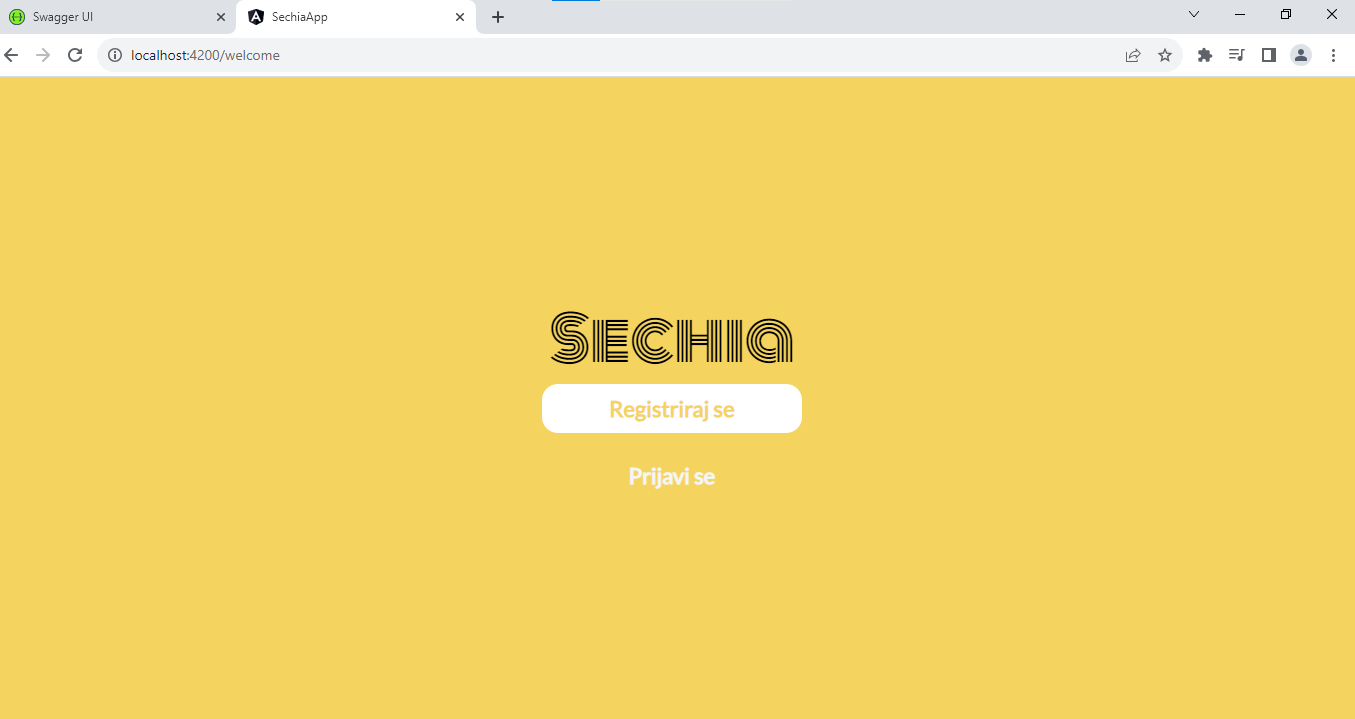 Swagger UI
SechiaApp
localhost:4200/welcome
Sechia
Registriraj se
Prijavi se